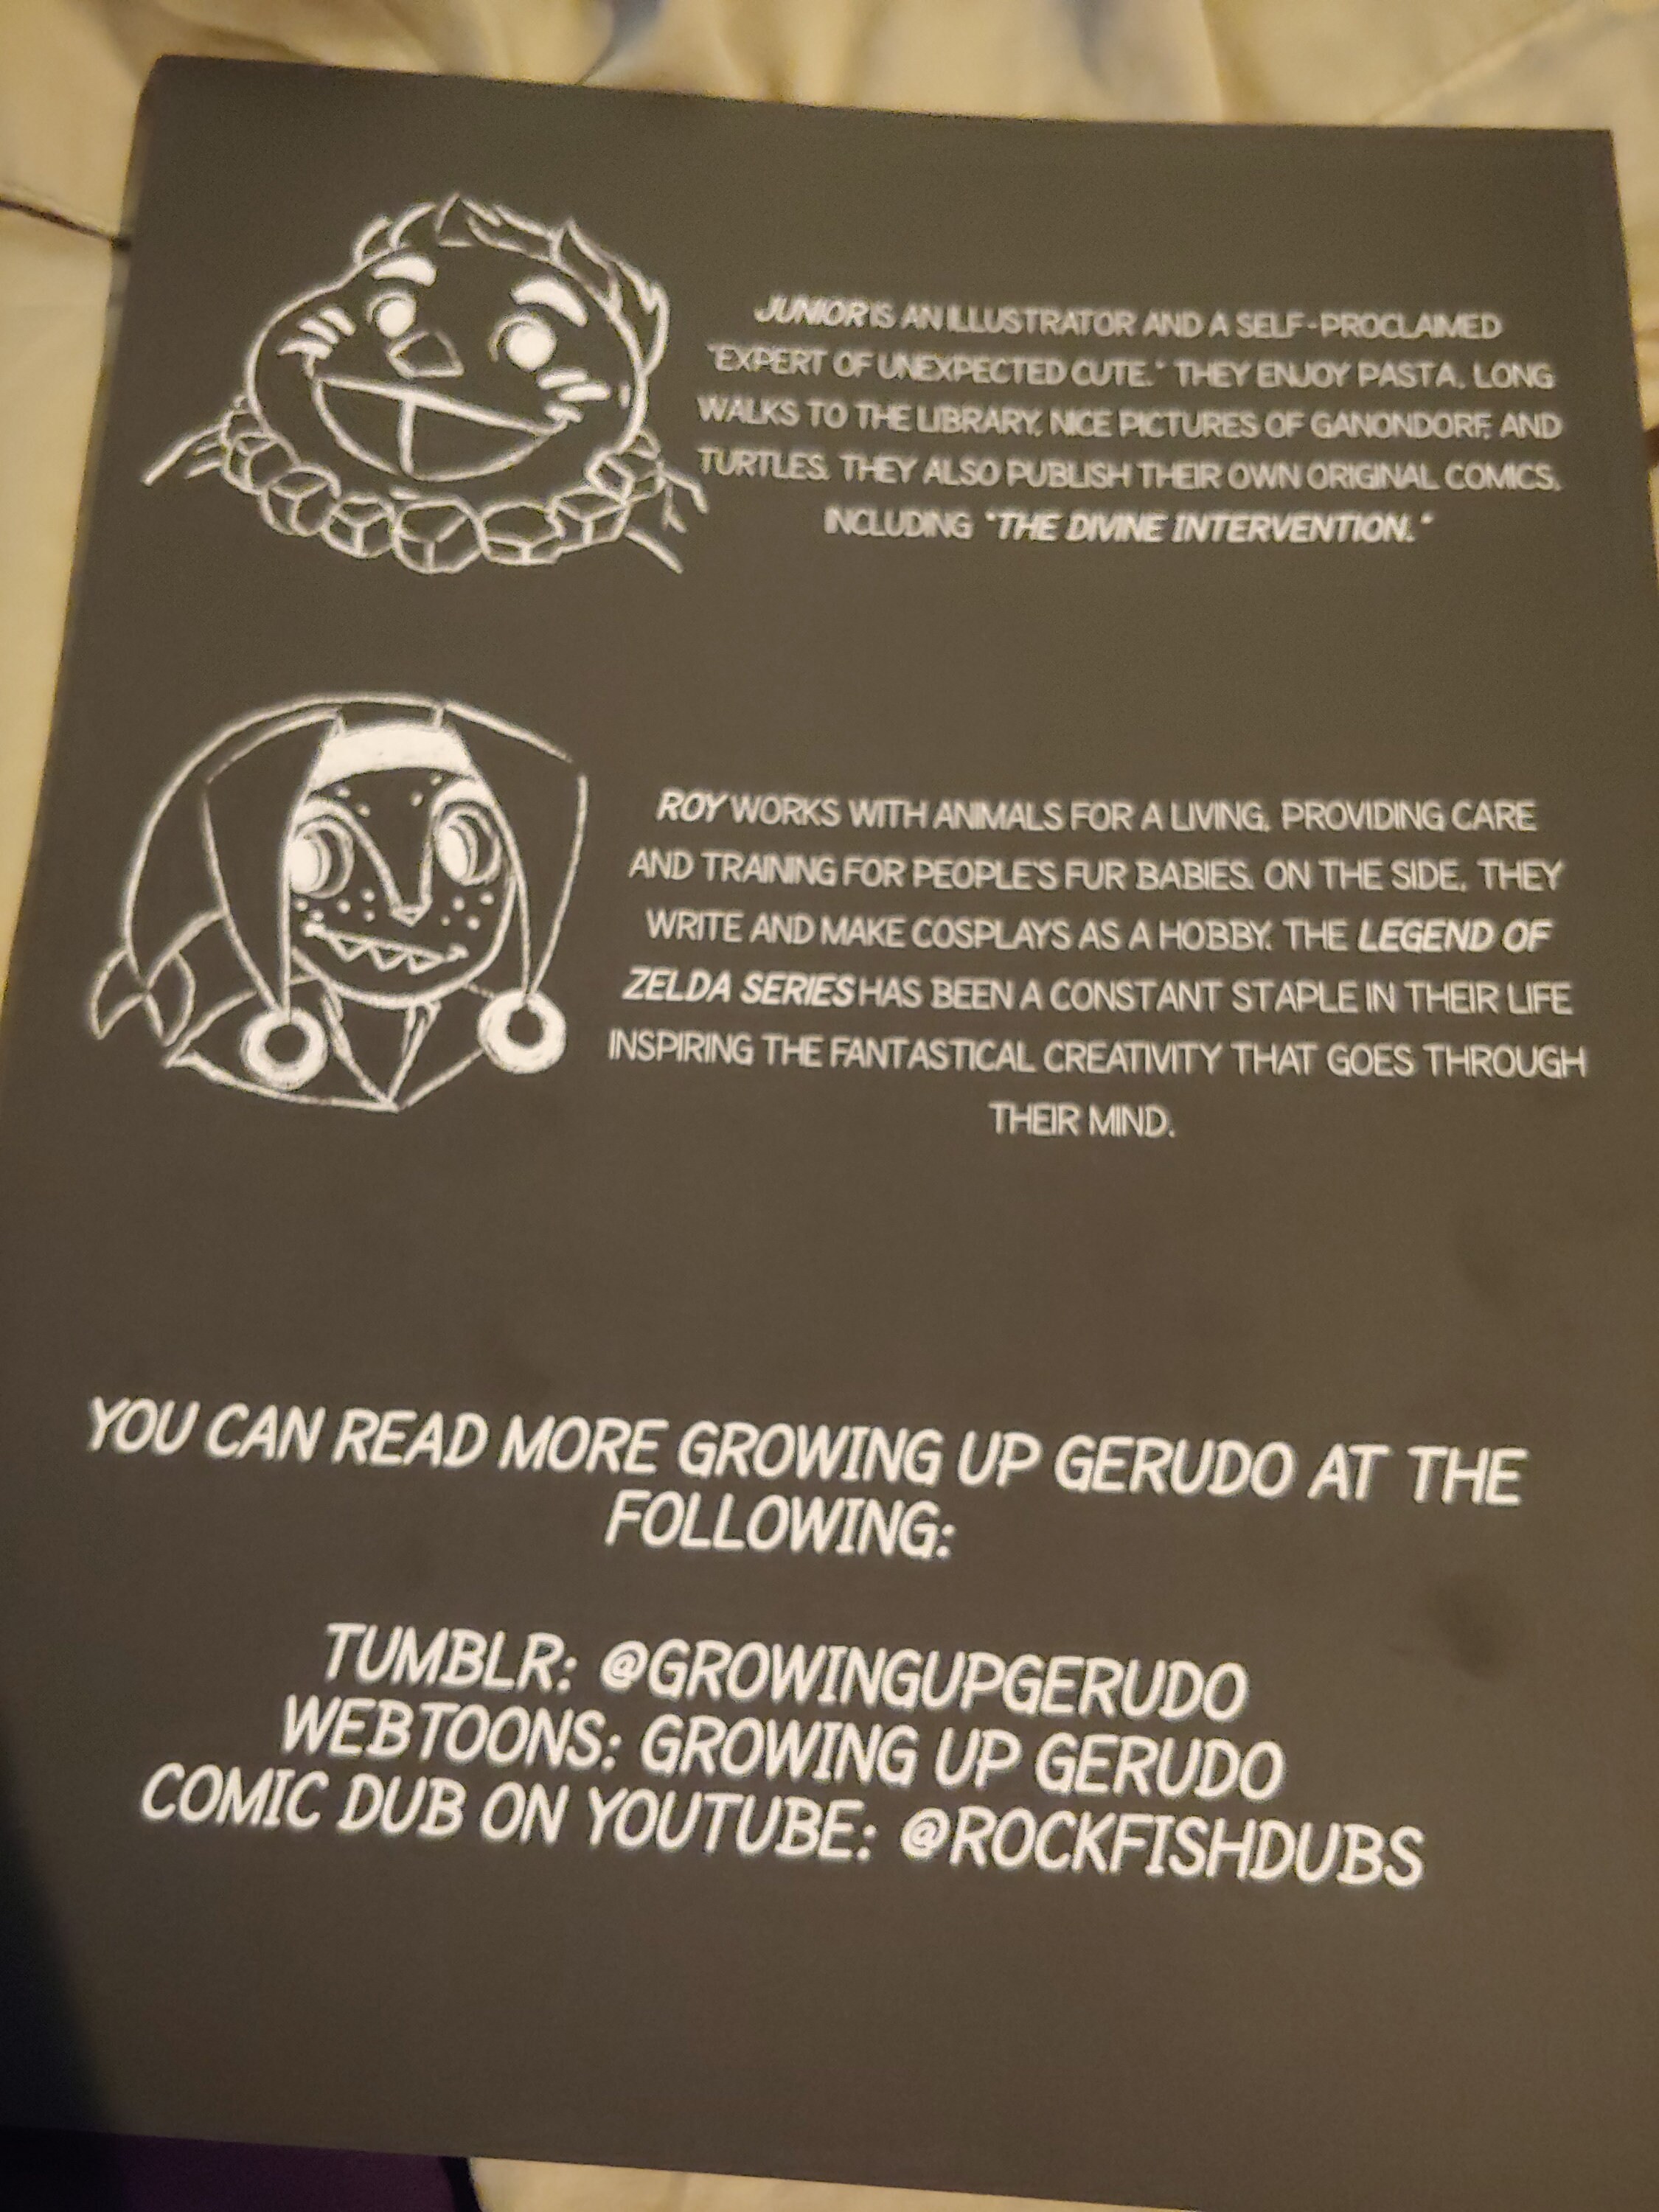 JUNIOR IS AN ILLUSTRATOR AND A SELF-PROCLAIMED
"EXPERT OF UNEXPECTED CUTE." THEY ENJOY PASTA, LONG
WALKS TO THE LIBRARY, NICE PICTURES OF GANONDORF, AND
TURTLES. THEY ALSO PUBLISH THEIR OWN ORIGINAL COMICS,
INCLUDING "THE DIVINE INTERVENTION."
ROY WORKS WITH ANIMALS FOR A LIVING, PROVIDING CARE
AND TRAINING FOR PEOPLE'S FUR BABIES. ON THE SIDE, THEY
WRITE AND MAKE COSPLAYS AS A HOBBY. THE LEGEND OF
ZELDA SERIES HAS BEEN A CONSTANT STAPLE IN THEIR LIFE
INSPIRING THE FANTASTICAL CREATIVITY THAT GOES THROUGH
THEIR MIND.
YOU CAN READ MORE GROWING UP GERUDO AT THE
FOLLOWING:
TUMBLR: @GROWINGUPGERUDO
WEBTOONS: GROWING UP GERUDO
COMIC DUB ON YOUTUBE: @ROCKFISHDUBS